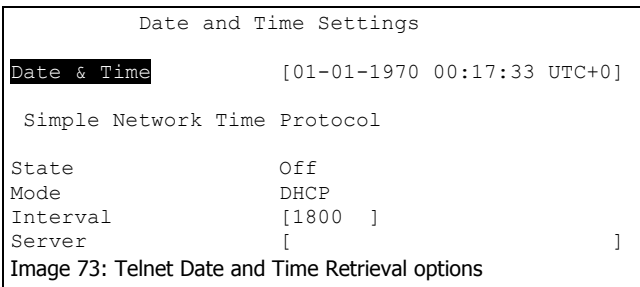 Date and Time Settings
Date & Time [01-01-1970 00:17:33 UTC+0]
Simple Network Time Protocol
State Off
Mode DHCP
Interval [1800 ]
Server [ ]
Image 73: Telnet Date and Time Retrieval options